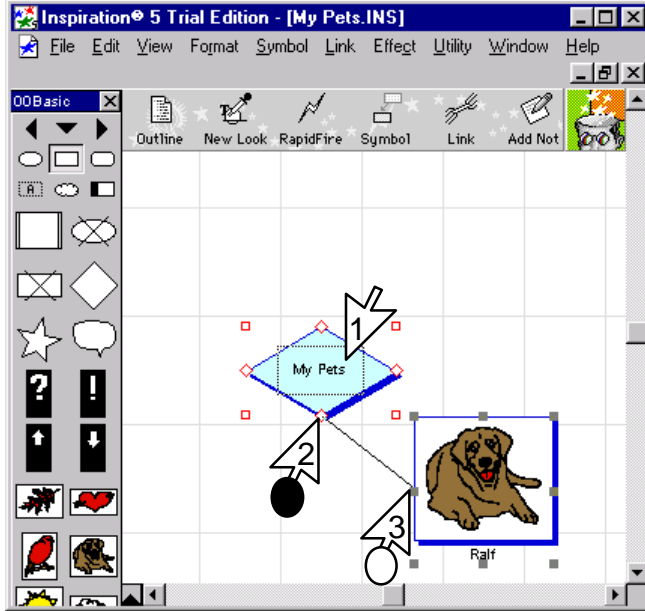 Inspiration® 5 Trial Edition - [My Pets.INS]
File Edit View Format Symbol Link Effect Utility Window Help
00Basic
Outline New Look RapidFire Symbol Link Add Not
A
1
My Pets
? !
2
3
Ralf